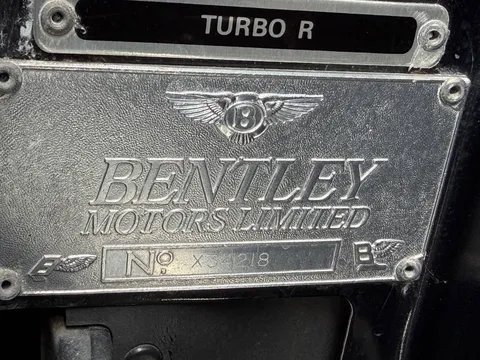 TURBO R
B
BENTLEY
MOTORS LIMITED
B Nº B